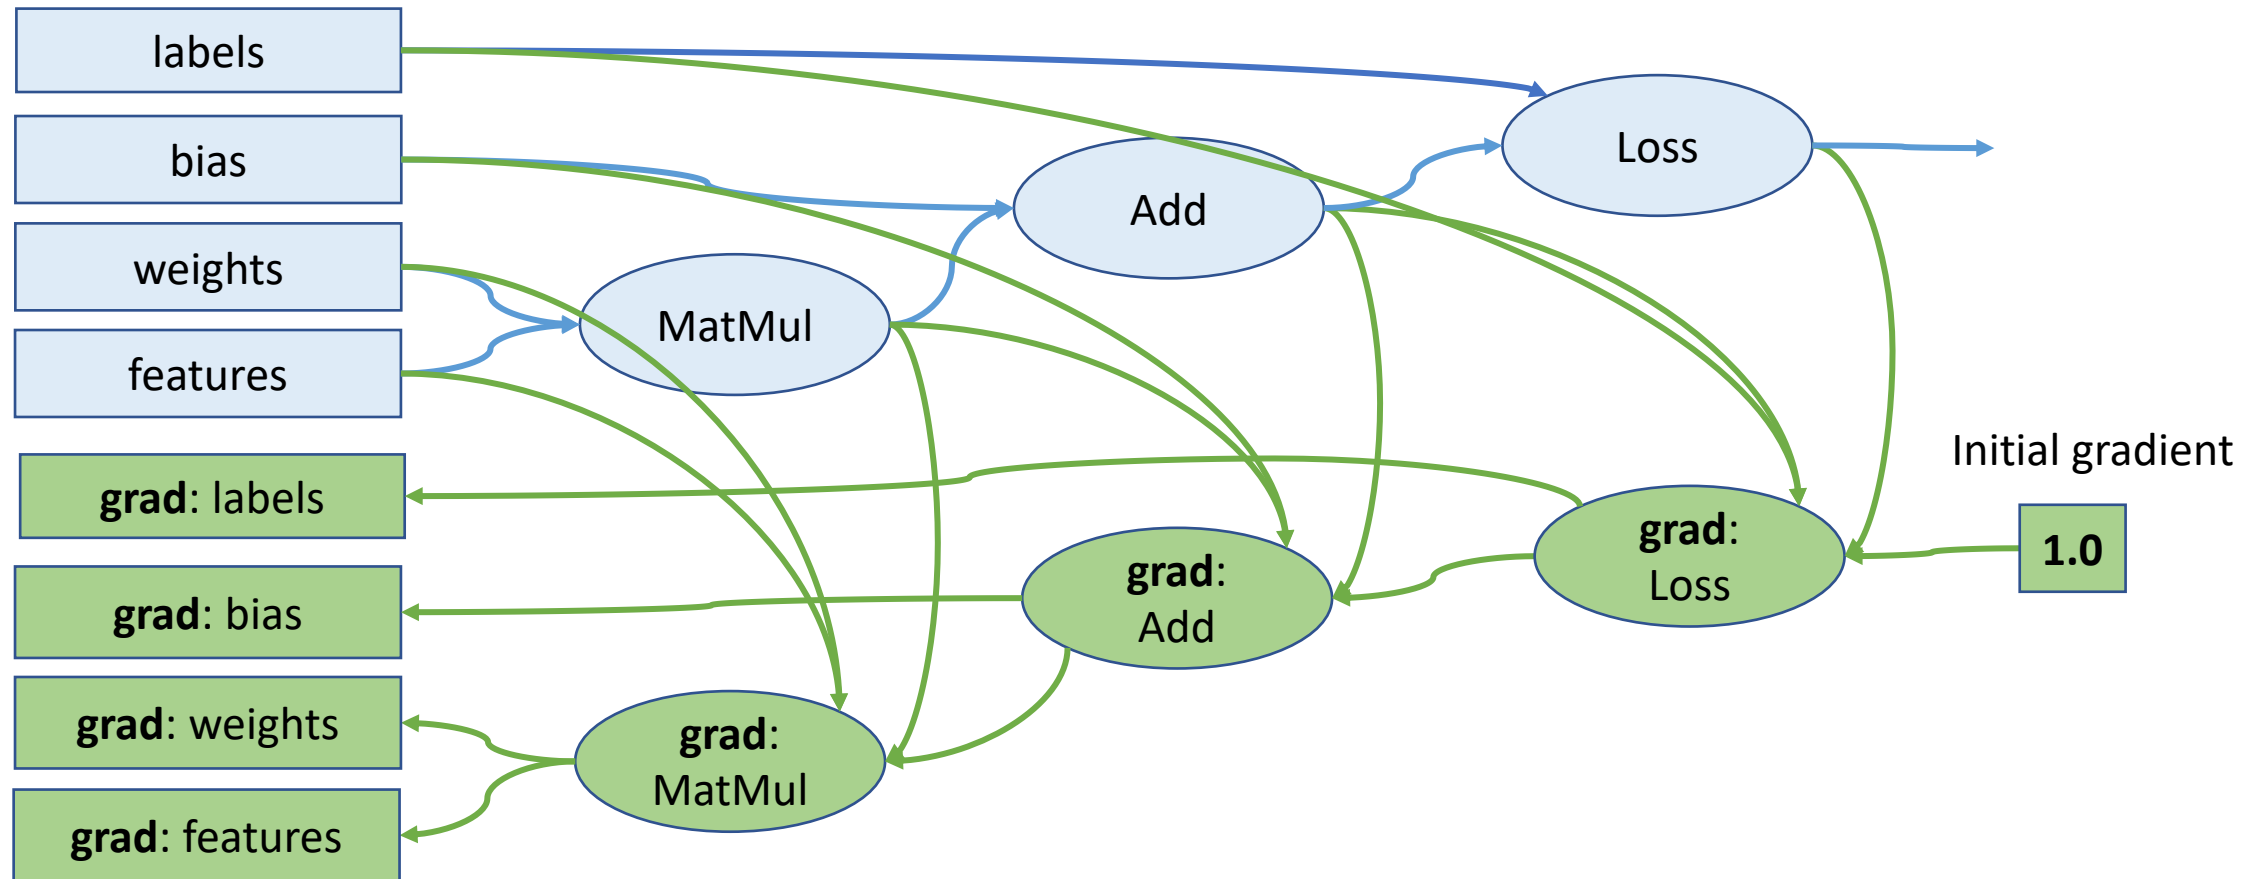 labels
bias
weights
features
MatMul
Add
Loss
Initial gradient
1.0
grad:
Loss
grad:
Add
grad:
MatMul
grad: labels
grad: bias
grad: weights
grad: features